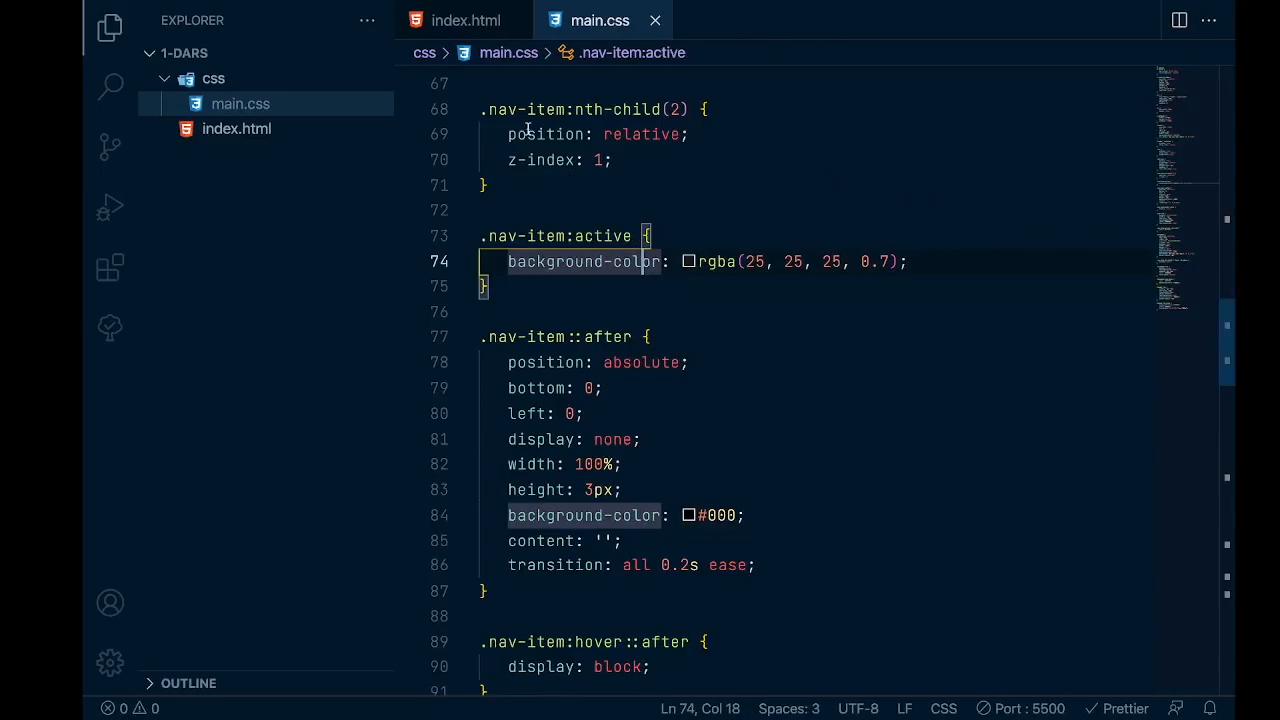 EXPLORER
index.html
main.css
1-DARS
css > main.css > .nav-item:active
css
main.css
index.html
67
68 .nav-item:nth-child(2) {
69 position: relative;
70 z-index: 1;
71 }
72
73 .nav-item:active {
74 background-color: rgba(25, 25, 25, 0.7);
75 }
76
77 .nav-item::after {
78 position: absolute;
79 bottom: 0;
80 left: 0;
81 display: none;
82 width: 100%;
83 height: 3px;
84 background-color: #000;
85 content: '';
86 transition: all 0.2s ease;
87 }
88
89 .nav-item:hover::after {
90 display: block;
91 }
OUTLINE
0 0 Ln 74, Col 18 Spaces: 3 UTF-8 LF CSS Port : 5500 Prettier